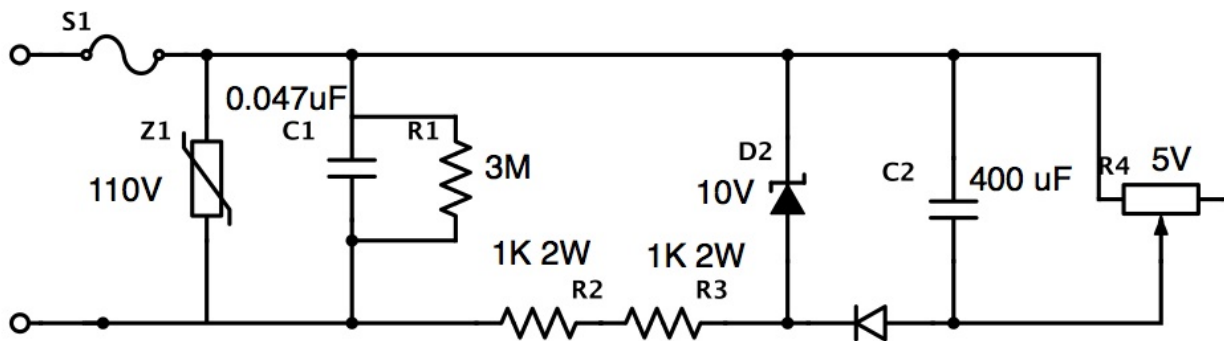 S1
0.047uF
Z1
C1
R1
110V
3M
D2
10V
C2
400 uF
R4
5V
1K 2W
R2
1K 2W
R3